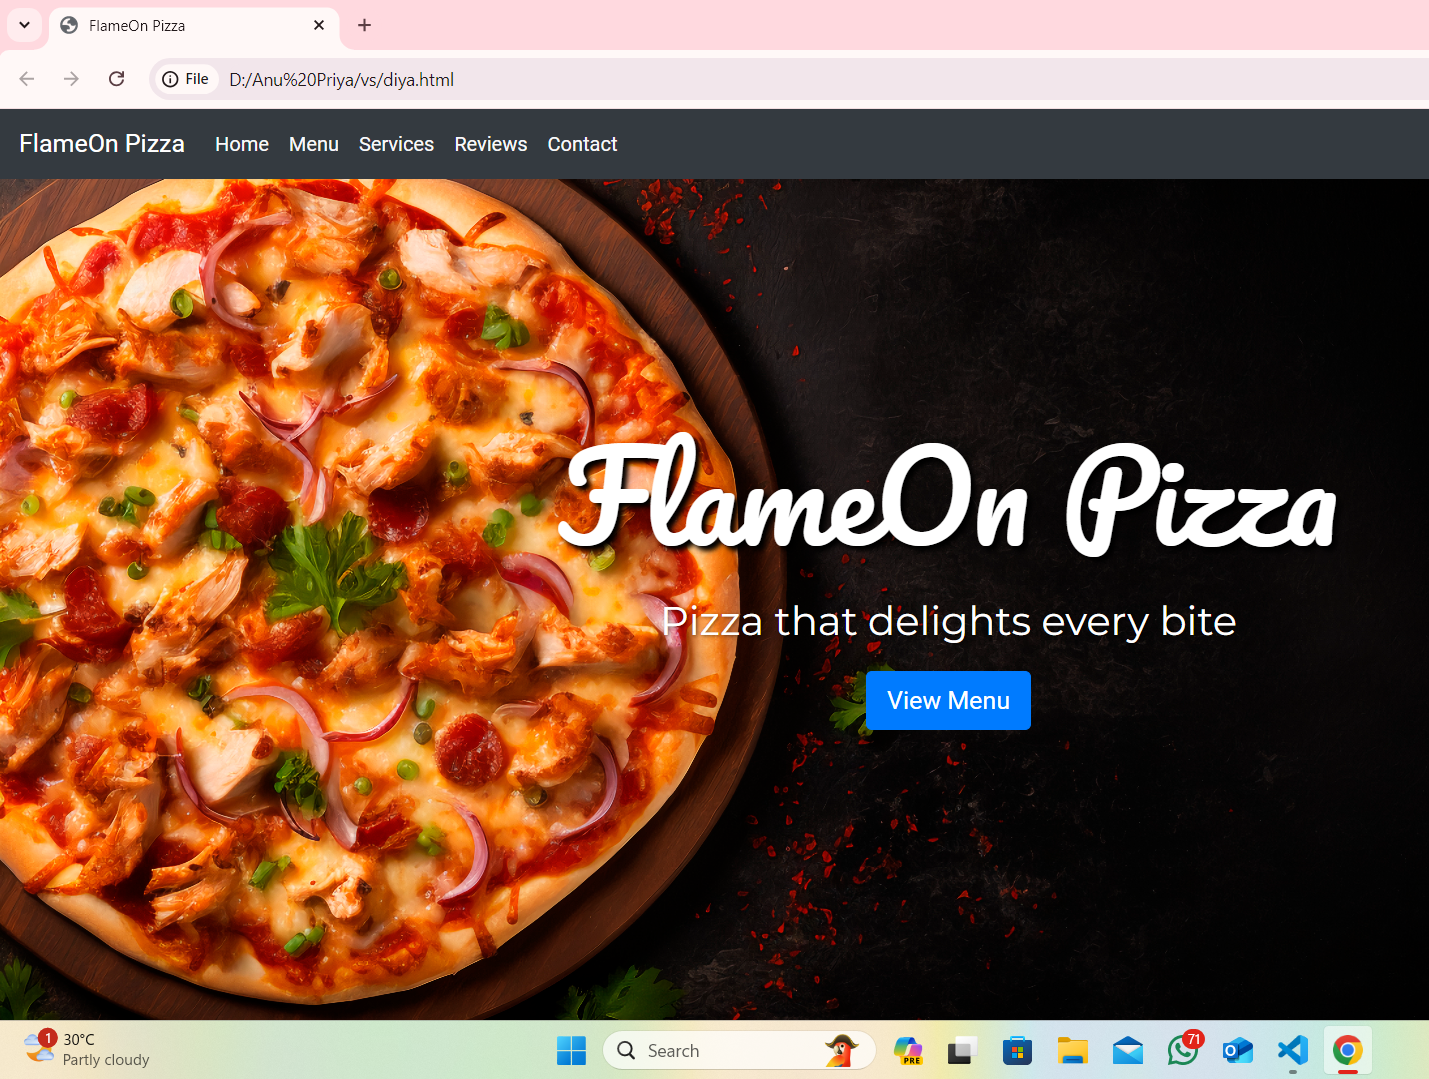 FlameOn Pizza
File
D:/Anu%20Priya/vs/diya.html
FlameOn Pizza Home Menu Services Reviews Contact
FlameOn Pizza
Pizza that delights every bite
View Menu
1
30°C
Partly cloudy
Search
PRE
71